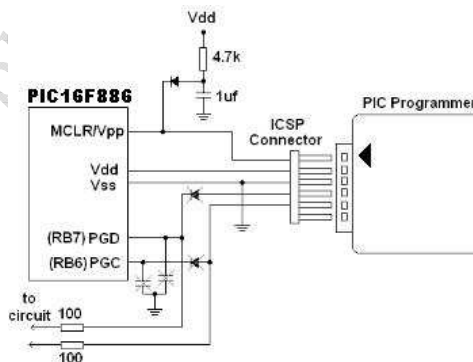 Vdd
4.7k
1uf
PIC16F886
MCLR/Vpp
Vdd
Vss
(RB7) PGD
(RB6) PGC
ICSP
Connector
PIC Programmer
to
circuit
100
100